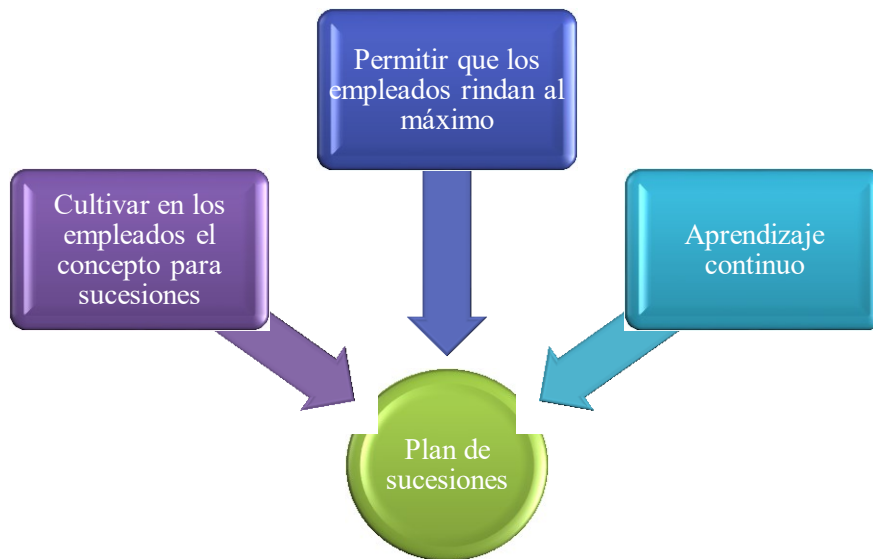 Permitir que los
empleados rindan al
máximo
Cultivar en los
empleados el
concepto para
sucesiones
Aprendizaje
continuo
Plan de
sucesiones